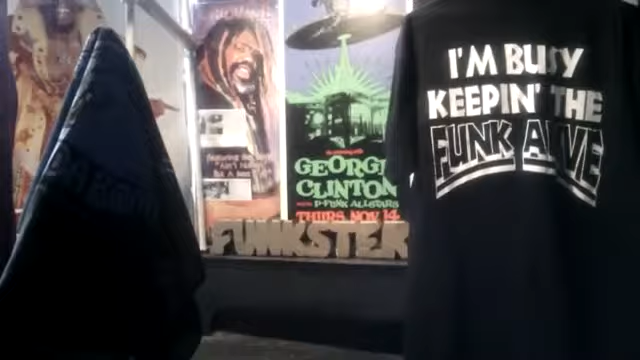 GEORGE
CLINTON
P-FUNK ALLSTARS
THURS NOV 14
FUNKSTER
I'M BUSY
KEEPIN' THE
FUNK ALIVE